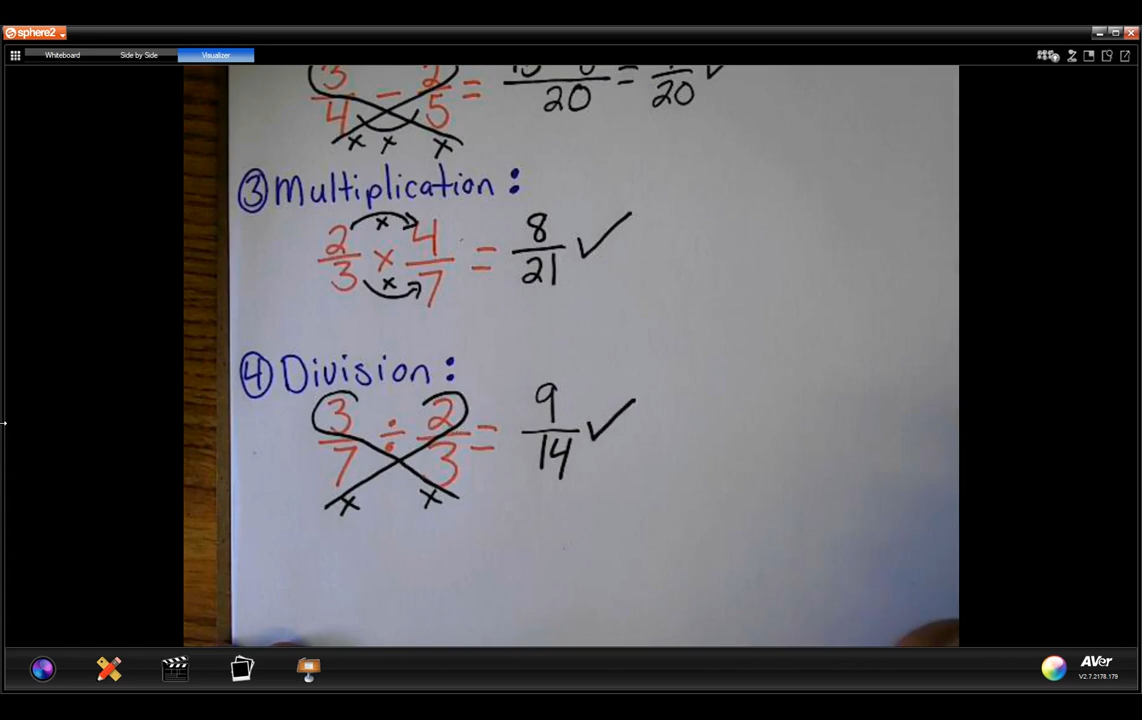 sphere2
Whiteboard Side by Side Visualizer
3/4 - 2/5 = /20 = /20 ✓
x x x
③ Multiplication:
2/3 x 4/7 = 8/21 ✓
x
x
④ Division:
3/7 ÷ 2/3 = 9/14 ✓
x x
AVer
V2.7.2178.179